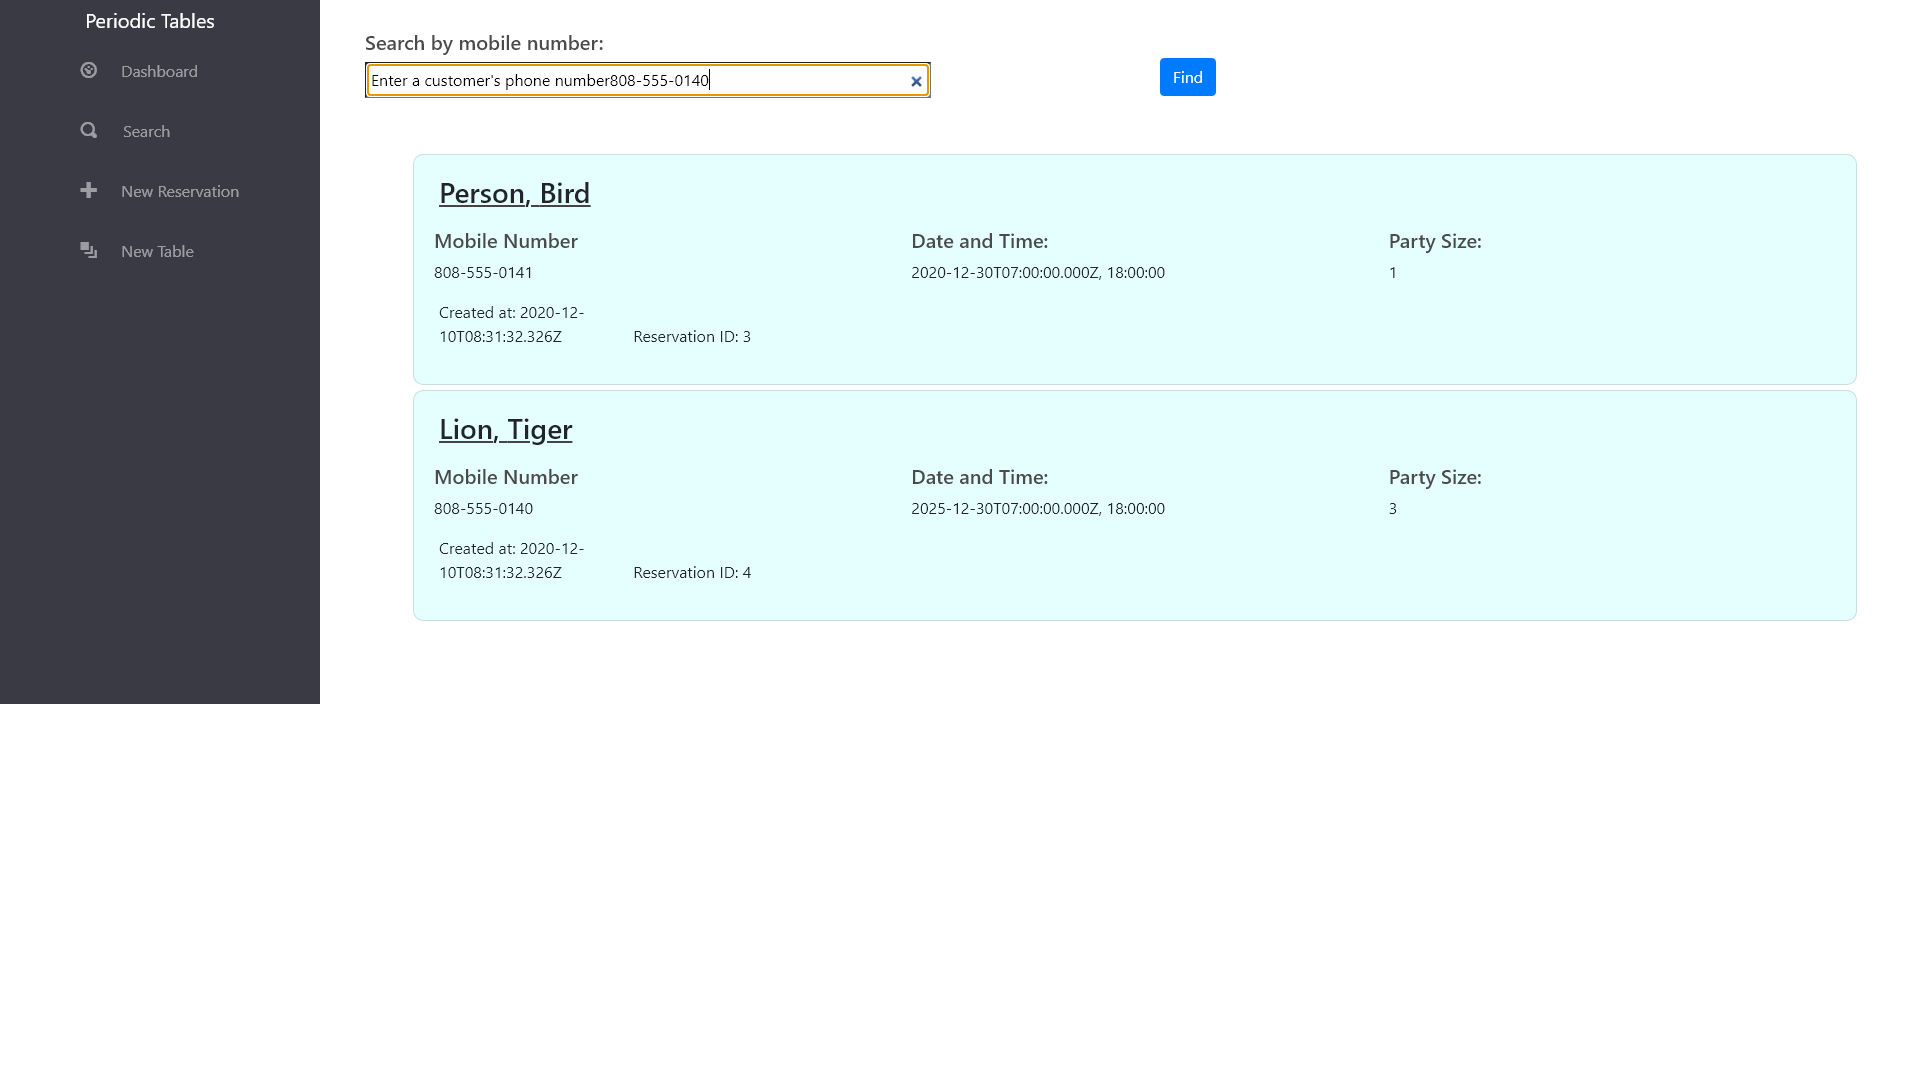 Periodic Tables
Dashboard
Search
New Reservation
New Table
Search by mobile number:
Enter a customer's phone number808-555-0140
Find
Person, Bird
Mobile Number
Date and Time:
Party Size:
808-555-0141
2020-12-30T07:00:00.000Z, 18:00:00
1
Created at: 2020-12-
10T08:31:32.326Z
Reservation ID: 3
Lion, Tiger
Mobile Number
Date and Time:
Party Size:
808-555-0140
2025-12-30T07:00:00.000Z, 18:00:00
3
Created at: 2020-12-
10T08:31:32.326Z
Reservation ID: 4